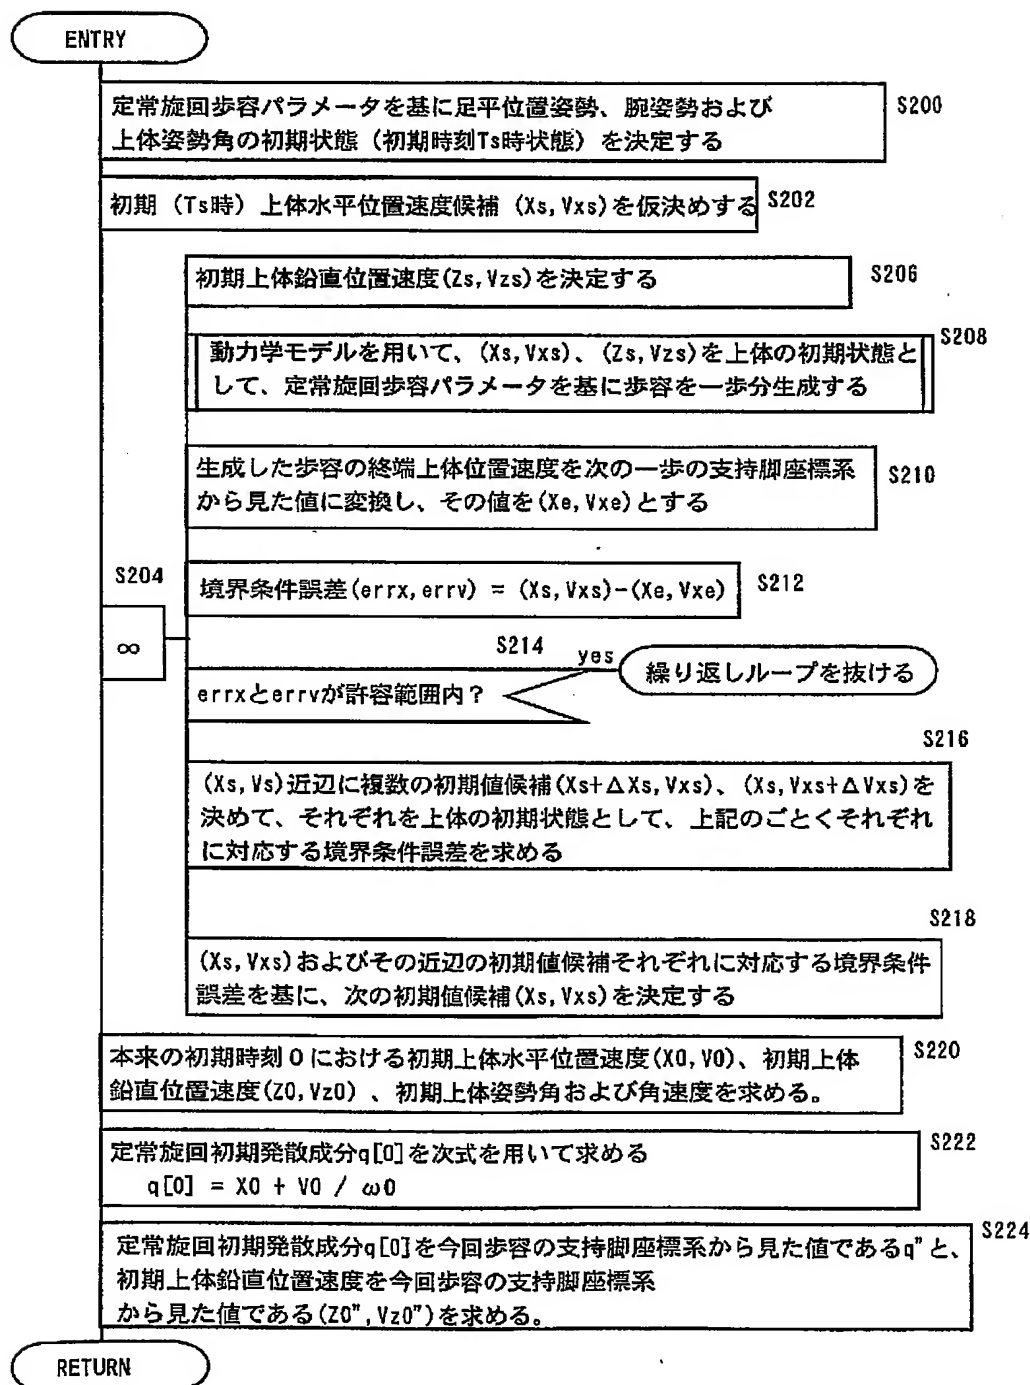 ENTRY
定常旋回歩容パラメータを基に足平位置姿勢、腕姿勢および
上体姿勢角の初期状態（初期時刻Ts時状態）を決定する
S200
初期（Ts時）上体水平位置速度候補（Xs,Vxs）を仮決めする
S202
初期上体鉛直位置速度(Zs,Vzs)を決定する
S206
動力学モデルを用いて、(Xs,Vxs)、(Zs,Vzs)を上体の初期状態と
して、定常旋回歩容パラメータを基に歩容を一歩分生成する
S208
生成した歩容の終端上体位置速度を次の一歩の支持脚座標系
から見た値に変換し、その値を(Xe,Vxe)とする
S210
S204
∞
境界条件誤差(errx,errv) = (Xs,Vxs)-(Xe,Vxe)
S212
S214
errxとerrvが許容範囲内？
yes
繰り返しループを抜ける
S216
(Xs,Vs)近辺に複数の初期値候補(Xs+ΔXs,Vxs)、(Xs,Vxs+ΔVxs)を
決めて、それぞれを上体の初期状態として、上記のごとくそれぞれ
に対応する境界条件誤差を求める
S218
(Xs,Vxs)およびその近辺の初期値候補それぞれに対応する境界条件
誤差を基に、次の初期値候補(Xs,Vxs)を決定する
本来の初期時刻０における初期上体水平位置速度(X0,V0)、初期上体
鉛直位置速度(Z0,Vz0)、初期上体姿勢角および角速度を求める。
S220
定常旋回初期発散成分q[0]を次式を用いて求める
q[0] = X0 + V0 / ω0
S222
定常旋回初期発散成分q[0]を今回歩容の支持脚座標系から見た値であるq"と、
初期上体鉛直位置速度を今回歩容の支持脚座標系
から見た値である(Z0",Vz0")を求める。
S224
RETURN